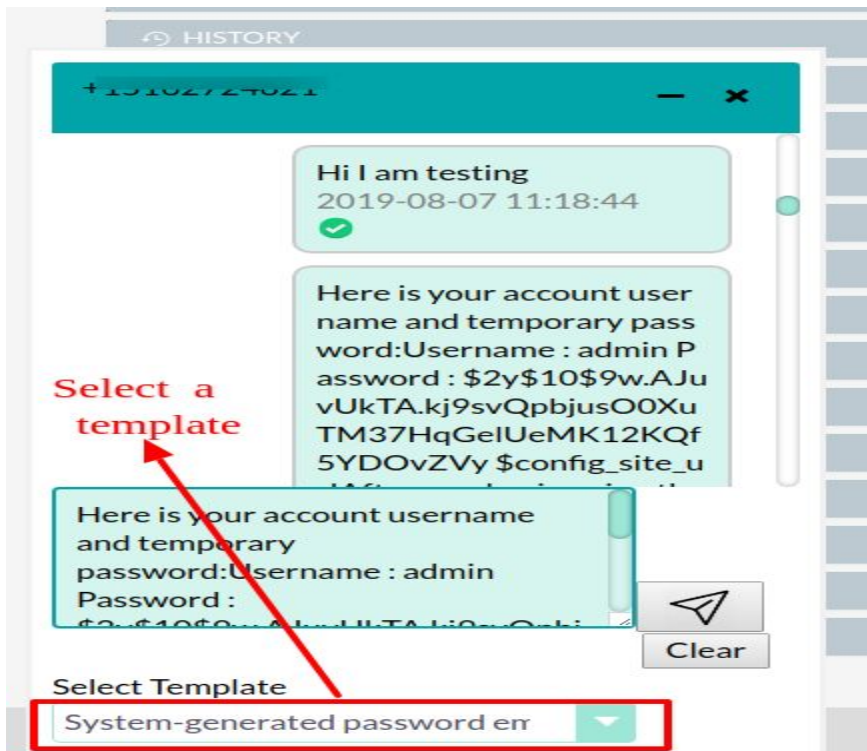 HISTORY
Hi I am testing
2019-08-07 11:18:44
Here is your account user
name and temporary pass
word:Username : admin P
assword : $2y$10$9w.AJu
vUkTA.kj9svQpbjusO0Xu
TM37HqGelUeMK12KQf
5YDOvZVy $config_site_u
Select a
template
Here is your account username
and temporary
password:Username : admin
Password :
Clear
Select Template
System-generated password em